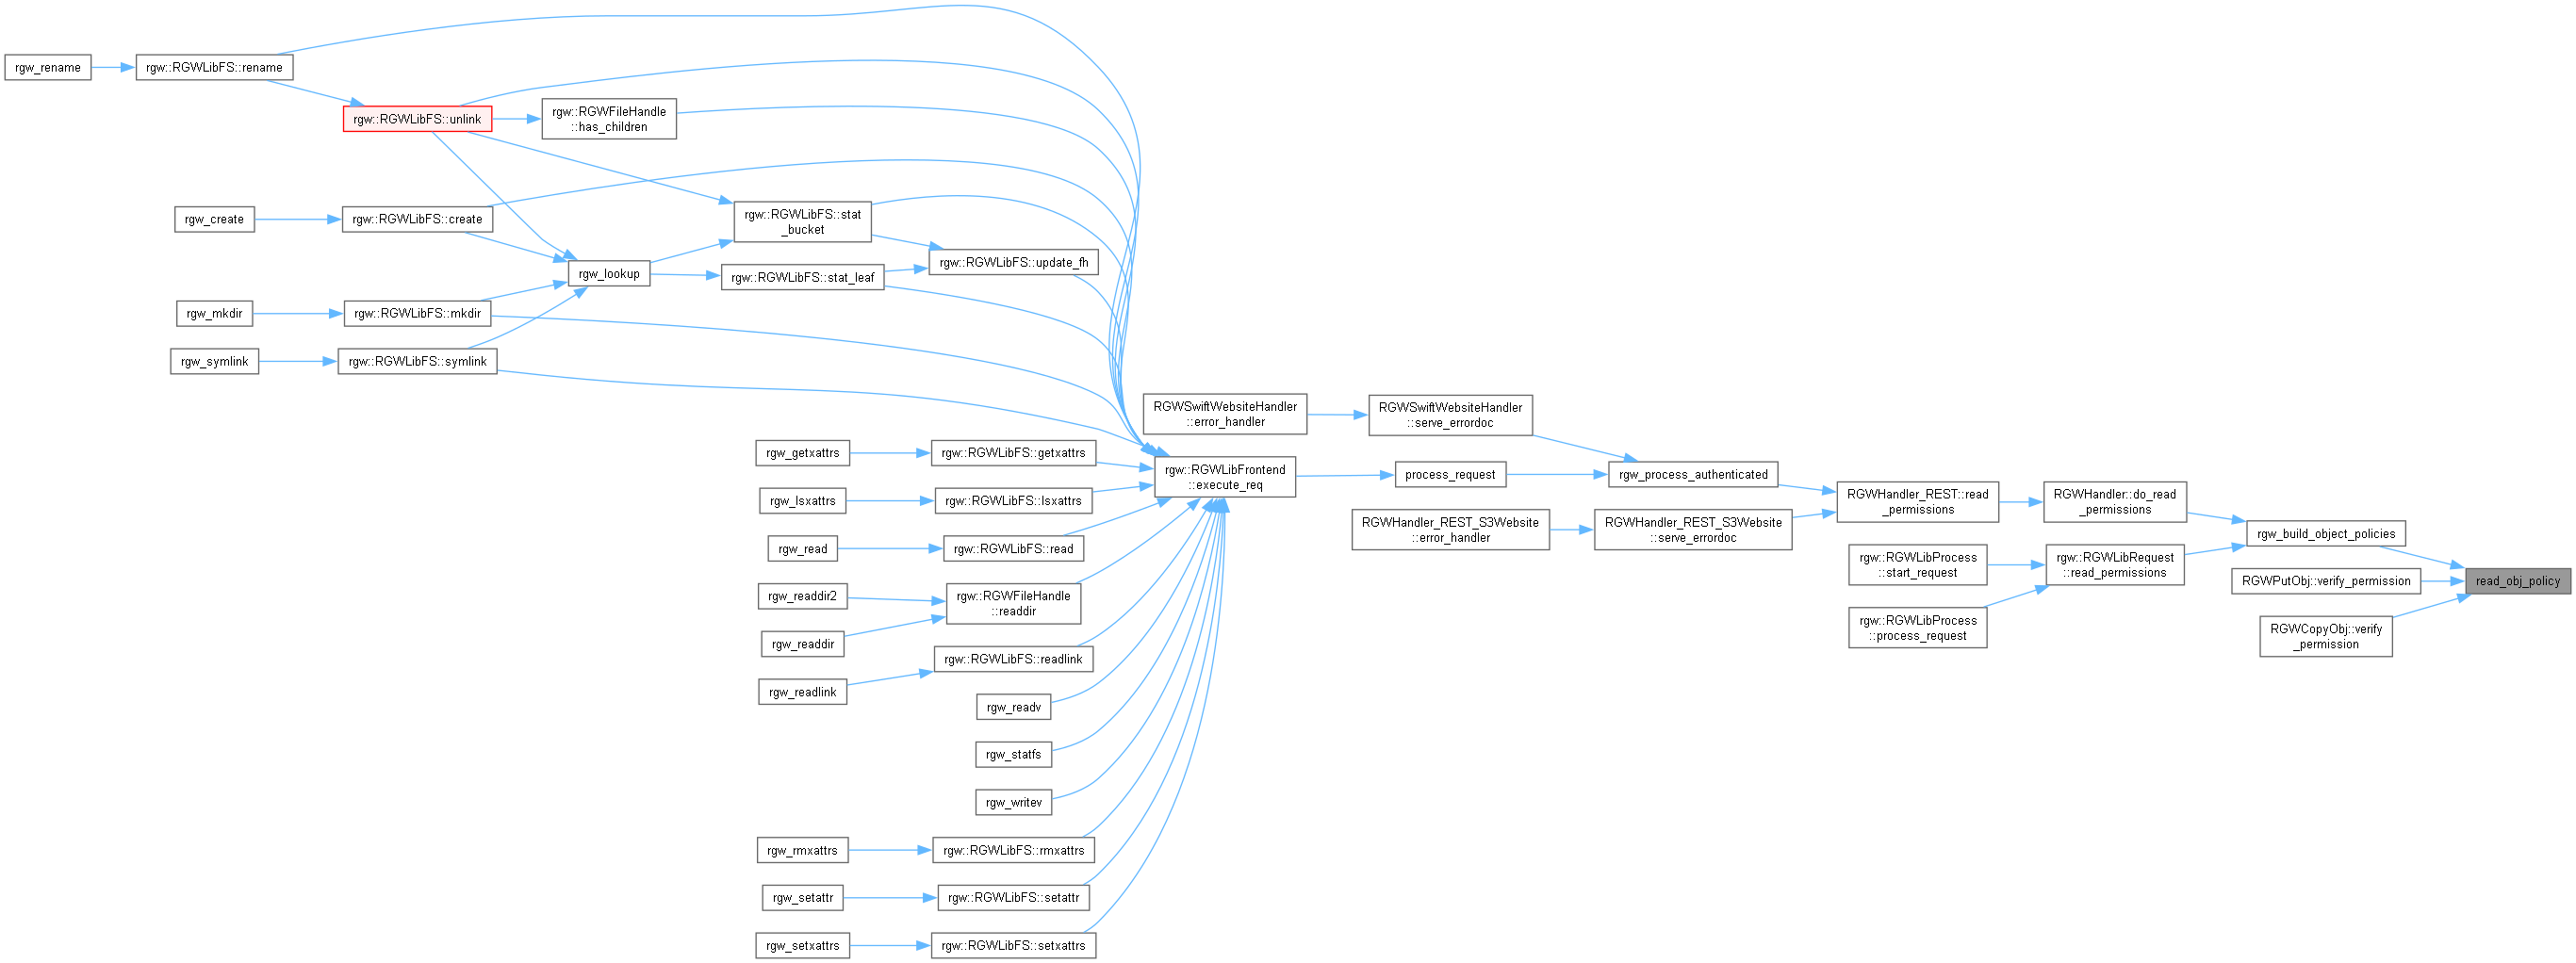 rgw_rename
rgw::RGWLibFS::rename
rgw::RGWLibFS::unlink
rgw::RGWFileHandle
::has_children
rgw_create
rgw::RGWLibFS::create
rgw::RGWLibFS::stat
_bucket
rgw::RGWLibFS::update_fh
rgw_lookup
rgw::RGWLibFS::stat_leaf
rgw_mkdir
rgw::RGWLibFS::mkdir
rgw_symlink
rgw::RGWLibFS::symlink
RGWSwiftWebsiteHandler
::error_handler
RGWSwiftWebsiteHandler
::serve_errordoc
rgw_getxattrs
rgw::RGWLibFS::getxattrs
rgw::RGWLibFrontend
::execute_req
process_request
rgw_process_authenticated
rgw_lsxattrs
rgw::RGWLibFS::lsxattrs
RGWHandler_REST::read
_permissions
RGWHandler::do_read
_permissions
RGWHandler_REST_S3Website
::error_handler
RGWHandler_REST_S3Website
::serve_errordoc
rgw_build_object_policies
rgw_read
rgw::RGWLibFS::read
rgw::RGWLibProcess
::start_request
rgw::RGWLibRequest
::read_permissions
RGWPutObj::verify_permission
read_obj_policy
rgw_readdir2
rgw::RGWFileHandle
::readdir
rgw_readdir
rgw::RGWLibProcess
::process_request
RGWCopyObj::verify
_permission
rgw::RGWLibFS::readlink
rgw_readlink
rgw_readv
rgw_statfs
rgw_writev
rgw_rmxattrs
rgw::RGWLibFS::rmxattrs
rgw_setattr
rgw::RGWLibFS::setattr
rgw_setxattrs
rgw::RGWLibFS::setxattrs